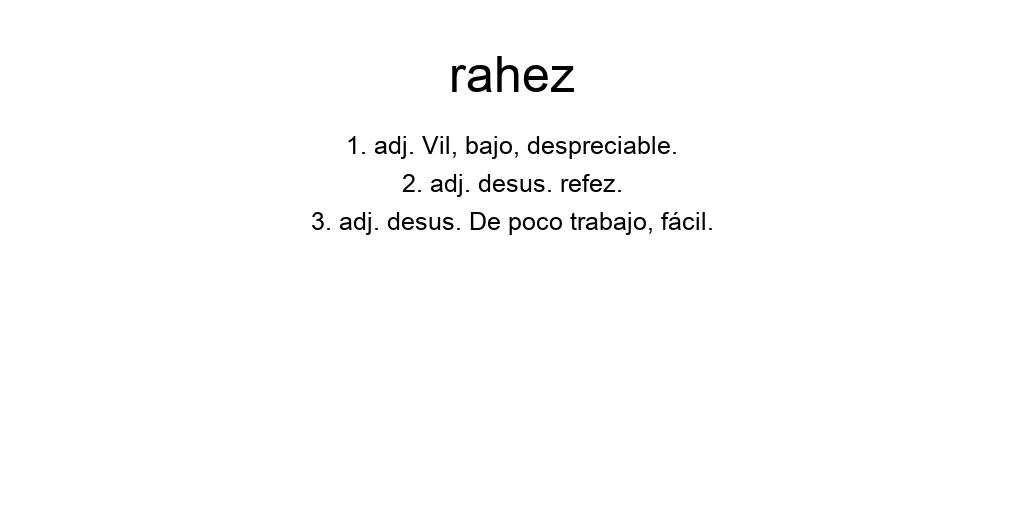 rahez
1. adj. Vil, bajo, despreciable.
2. adj. desus. refez.
3. adj. desus. De poco trabajo, fácil.